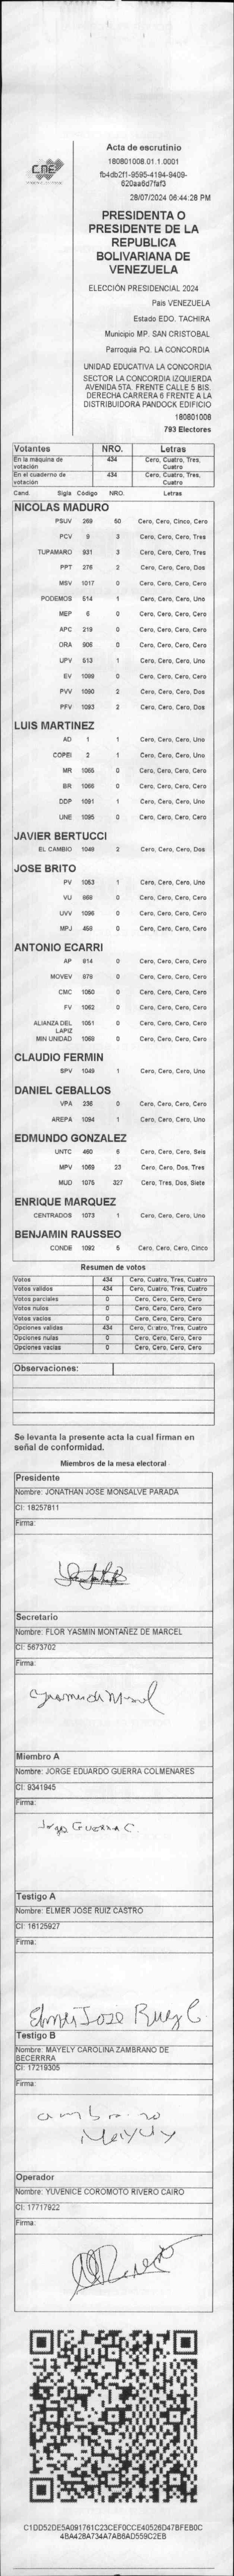 CNE
Acta de escrutinio
180801008.01.1.0001
fb4db2f1-9595-4194-9409-
620aa6d7faf3
28/07/2024 06:44:28 PM
PRESIDENTA O
PRESIDENTE DE LA
REPUBLICA
BOLIVARIANA DE
VENEZUELA
ELECCIÓN PRESIDENCIAL 2024
Pais VENEZUELA
Estado EDO. TACHIRA
Municipio MP. SAN CRISTOBAL
Parroquia PQ. LA CONCORDIA
UNIDAD EDUCATIVA LA CONCORDIA
SECTOR LA CONCORDIA IZQUIERDA
AVENIDA 5TA. FRENTE CALLE 5 BIS.
DERECHA CARRERA 6 FRENTE A LA
DISTRIBUIDORA PANDOCK EDIFICIO
180801008
793 Electores
Votantes NRO. Letras
En la maquina de votación 434 Cero, Cuatro, Tres, Cuatro
En el cuaderno de votación 434 Cero, Cuatro, Tres, Cuatro
Cand. Sigla Código NRO. Letras
NICOLAS MADURO
PSUV 269 50 Cero, Cero, Cinco, Cero
PCV 9 3 Cero, Cero, Cero, Tres
TUPAMARO 931 3 Cero, Cero, Cero, Tres
PPT 276 2 Cero, Cero, Cero, Dos
MSV 1017 0 Cero, Cero, Cero, Cero
PODEMOS 514 1 Cero, Cero, Cero, Uno
MEP 6 0 Cero, Cero, Cero, Cero
APC 219 0 Cero, Cero, Cero, Cero
ORA 906 0 Cero, Cero, Cero, Cero
UPV 513 1 Cero, Cero, Cero, Uno
EV 1089 0 Cero, Cero, Cero, Cero
PVV 1090 2 Cero, Cero, Cero, Dos
PFV 1093 2 Cero, Cero, Cero, Dos
LUIS MARTINEZ
AD 1 1 Cero, Cero, Cero, Uno
COPEI 2 1 Cero, Cero, Cero, Uno
MR 1065 0 Cero, Cero, Cero, Cero
BR 1066 0 Cero, Cero, Cero, Cero
DDP 1091 1 Cero, Cero, Cero, Uno
UNE 1095 0 Cero, Cero, Cero, Cero
JAVIER BERTUCCI
EL CAMBIO 1048 2 Cero, Cero, Cero, Dos
JOSE BRITO
PV 1053 1 Cero, Cero, Cero, Uno
VU 868 0 Cero, Cero, Cero, Cero
UVV 1096 0 Cero, Cero, Cero, Cero
MPJ 458 0 Cero, Cero, Cero, Cero
ANTONIO ECARRI
AP 814 0 Cero, Cero, Cero, Cero
MOVEV 878 0 Cero, Cero, Cero, Cero
CMC 1050 0 Cero, Cero, Cero, Cero
FV 1062 0 Cero, Cero, Cero, Cero
ALIANZA DEL LAPIZ 1051 0 Cero, Cero, Cero, Cero
MIN UNIDAD 1068 0 Cero, Cero, Cero, Cero
CLAUDIO FERMIN
SPV 1049 1 Cero, Cero, Cero, Uno
DANIEL CEBALLOS
VPA 236 0 Cero, Cero, Cero, Cero
AREPA 1094 1 Cero, Cero, Cero, Uno
EDMUNDO GONZALEZ
UNTC 460 6 Cero, Cero, Cero, Seis
MPV 1069 23 Cero, Cero, Dos, Tres
MUD 1075 327 Cero, Tres, Dos, Siete
ENRIQUE MARQUEZ
CENTRADOS 1073 1 Cero, Cero, Cero, Uno
BENJAMIN RAUSSEO
CONDE 1092 5 Cero, Cero, Cero, Cinco
Resumen de votos
Votos 434 Cero, Cuatro, Tres, Cuatro
Votos validos 434 Cero, Cuatro, Tres, Cuatro
Votos parciales 0 Cero, Cero, Cero, Cero
Votos nulos 0 Cero, Cero, Cero, Cero
Votos vacios 0 Cero, Cero, Cero, Cero
Opciones validas 434 Cero, Cuatro, Tres, Cuatro
Opciones nulas 0 Cero, Cero, Cero, Cero
Opciones vacias 0 Cero, Cero, Cero, Cero
Observaciones:
Se levanta la presente acta la cual firman en
señal de conformidad.
Miembros de la mesa electoral
Presidente
Nombre: JONATHAN JOSE MONSALVE PARADA
CI: 18257811
Firma:
Secretario
Nombre: FLOR YASMIN MONTAÑEZ DE MARCEL
CI: 5673702
Firma:
Miembro A
Nombre: JORGE EDUARDO GUERRA COLMENARES
CI: 9341945
Firma:
Jorge Guerra C.
Testigo A
Nombre: ELMER JOSE RUIZ CASTRO
CI: 16125927
Firma:
Elmer Jose Ruiz C.
Testigo B
Nombre: MAYELY CAROLINA ZAMBRANO DE
BECERRRA
CI: 17219305
Firma:
Operador
Nombre: YUVENICE COROMOTO RIVERO CAIRO
CI: 17717922
Firma:
C1DD52DE5A091761C23CEF0CCE40526D47BFEB0C
4BA428A734A7AB6AD559C2EB